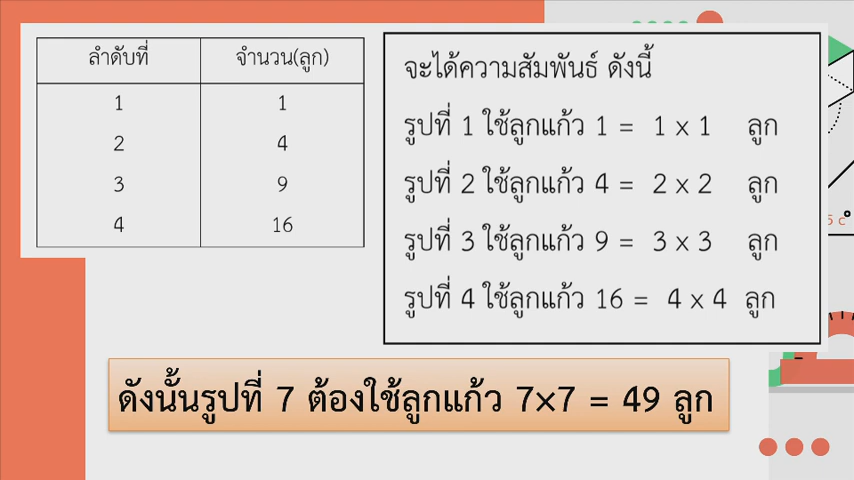 ลำดับที่ จำนวน(ลูก)
1 1
2 4
3 9
4 16
จะได้ความสัมพันธ์ ดังนี้
รูปที่ 1 ใช้ลูกแก้ว 1 = 1 x 1 ลูก
รูปที่ 2 ใช้ลูกแก้ว 4 = 2 x 2 ลูก
รูปที่ 3 ใช้ลูกแก้ว 9 = 3 x 3 ลูก
รูปที่ 4 ใช้ลูกแก้ว 16 = 4 x 4 ลูก
5 c°
ดังนั้นรูปที่ 7 ต้องใช้ลูกแก้ว 7×7 = 49 ลูก